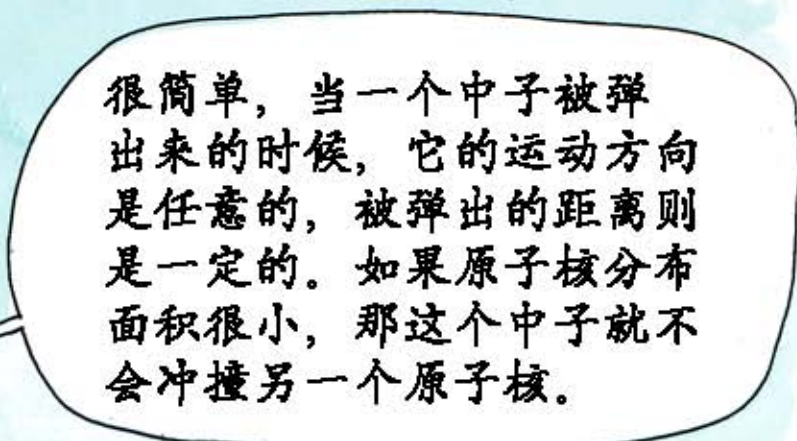 很简单，当一个中子被弹
出来的时候，它的运动方向
是任意的，被弹出的距离则
是一定的。如果原子核分布
面积很小，那这个中子就不
会冲撞另一个原子核。